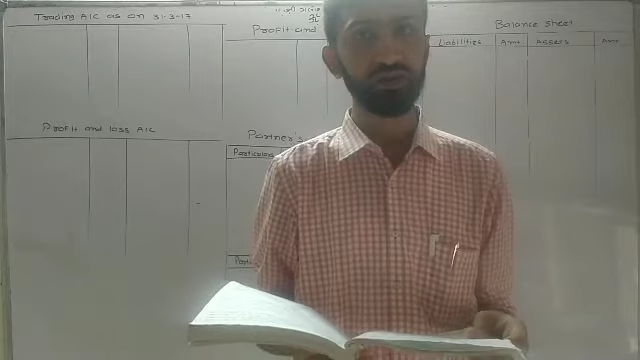 Trading A/C as on 31-3-17
Profit and
Balance sheet
Liabilities Amt Assets Amt
Profit and loss A/C
Partner's
Particulars
Parti